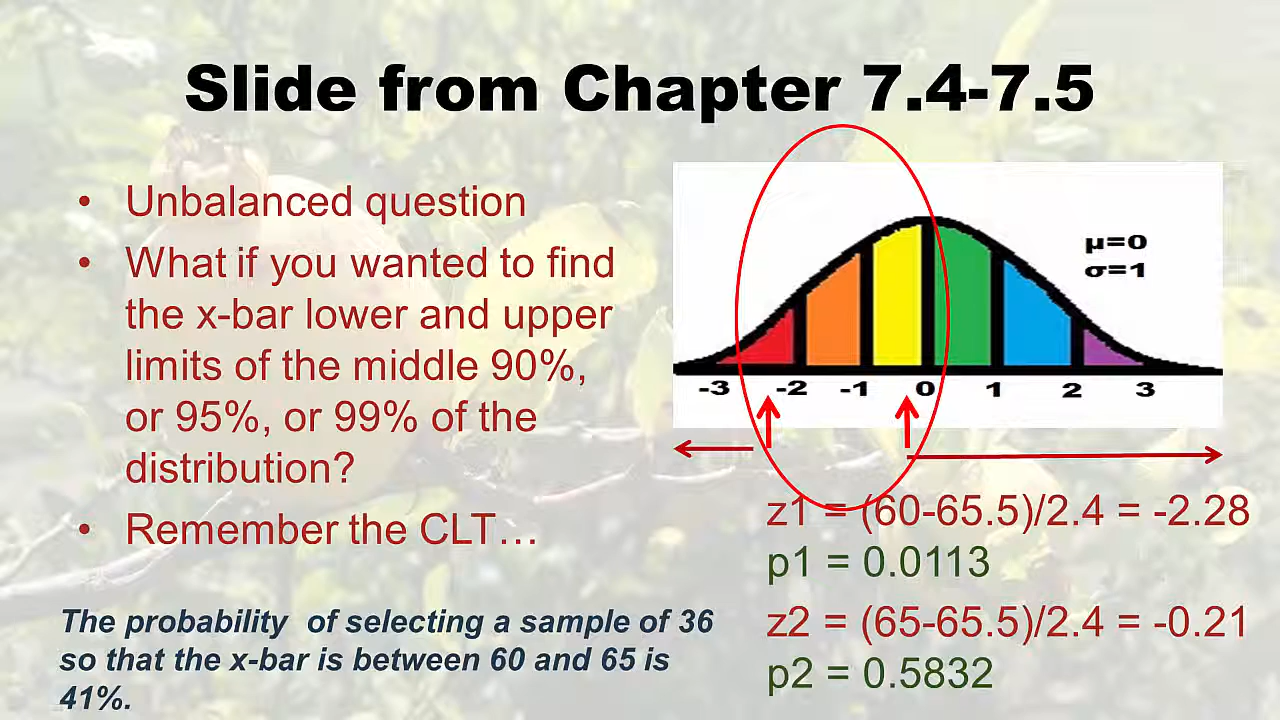 Slide from Chapter 7.4-7.5
• Unbalanced question
• What if you wanted to find
the x-bar lower and upper
limits of the middle 90%,
or 95%, or 99% of the
distribution?
• Remember the CLT…
The probability of selecting a sample of 36
so that the x-bar is between 60 and 65 is
41%.
μ=0
σ=1
-3 -2 -1 0 1 2 3
z1 = (60-65.5)/2.4 = -2.28
p1 = 0.0113
z2 = (65-65.5)/2.4 = -0.21
p2 = 0.5832